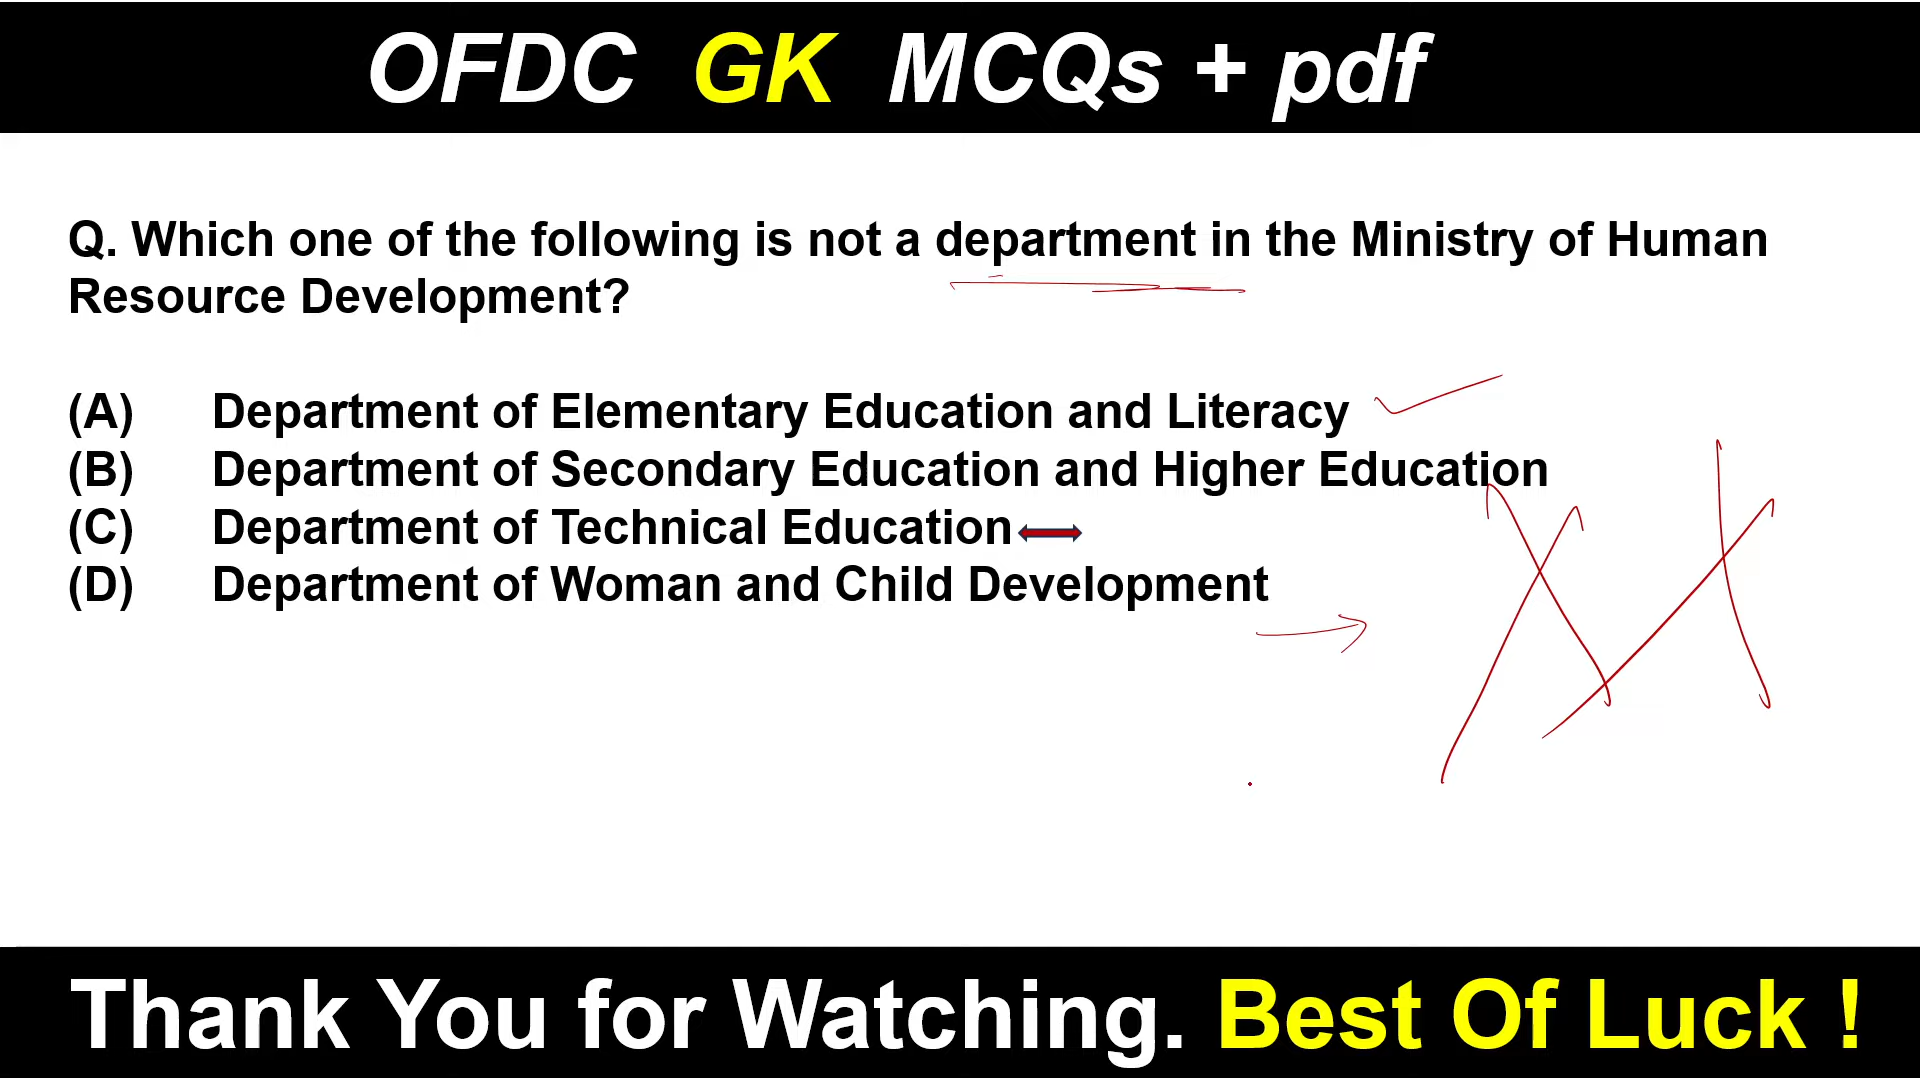 OFDC GK MCQs + pdf
Q. Which one of the following is not a department in the Ministry of Human
Resource Development?
(A) Department of Elementary Education and Literacy
(B) Department of Secondary Education and Higher Education
(C) Department of Technical Education
(D) Department of Woman and Child Development
Thank You for Watching. Best Of Luck !